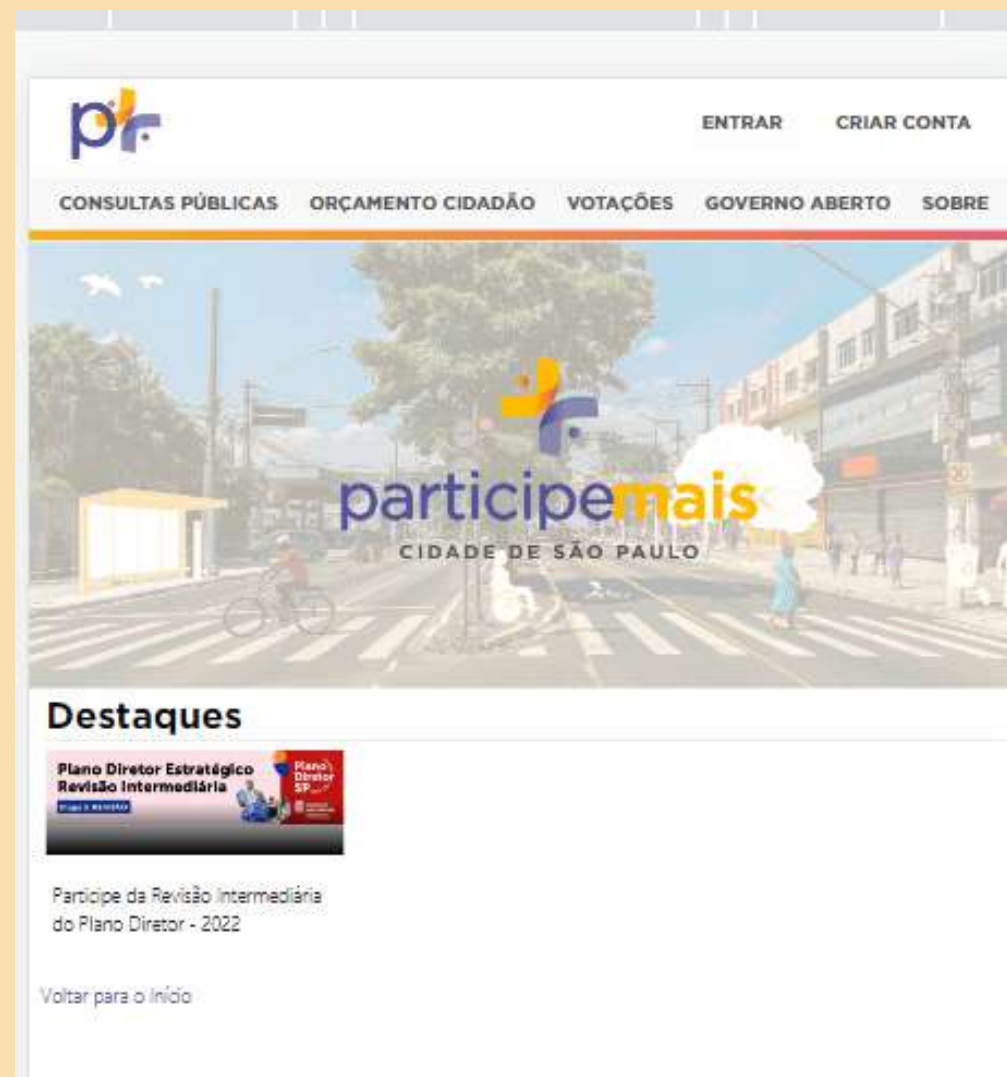 ENTRAR CRIAR CONTA
CONSULTAS PÚBLICAS ORÇAMENTO CIDADÃO VOTAÇÕES GOVERNO ABERTO SOBRE
participemais
CIDADE DE SÃO PAULO
Destaques
Plano Diretor Estratégico
Revisão Intermediária
Plano
Diretor
SP
Participe da Revisão Intermediária
do Plano Diretor - 2022
Voltar para o Início